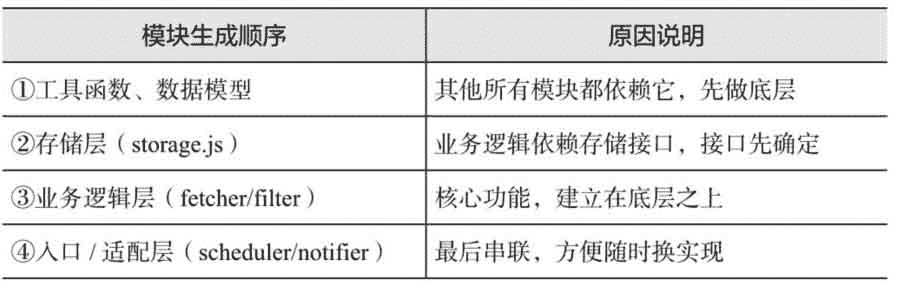 模块生成顺序 原因说明
①工具函数、数据模型 其他所有模块都依赖它，先做底层
②存储层（storage.js） 业务逻辑依赖存储接口，接口先确定
③业务逻辑层（fetcher/filter） 核心功能，建立在底层之上
④入口 / 适配层（scheduler/notifier） 最后串联，方便随时换实现